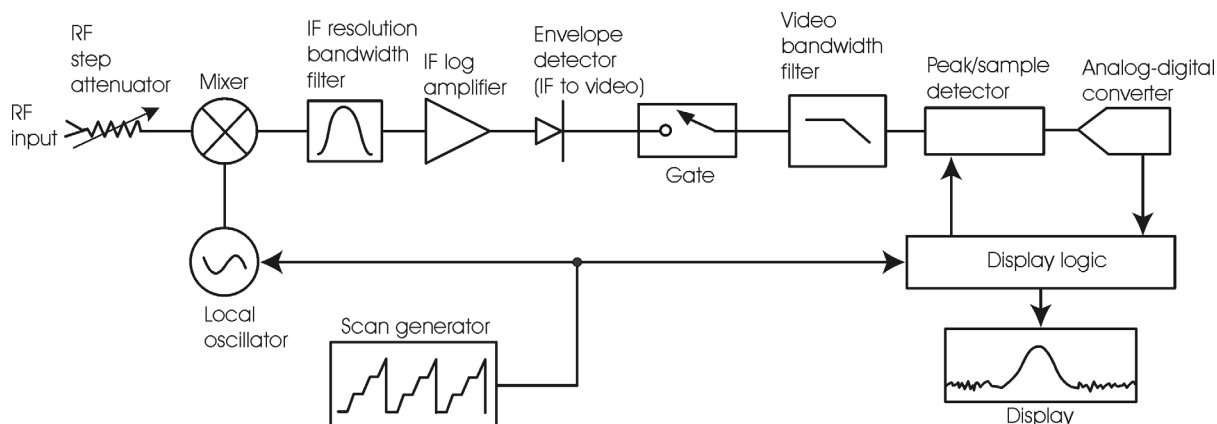 RF
step
attenuator
RF
input
Mixer
IF resolution
bandwidth
filter
IF log
amplifier
Envelope
detector
(IF to video)
Gate
Video
bandwidth
filter
Peak/sample
detector
Analog-digital
converter
Local
oscillator
Scan generator
Display logic
Display